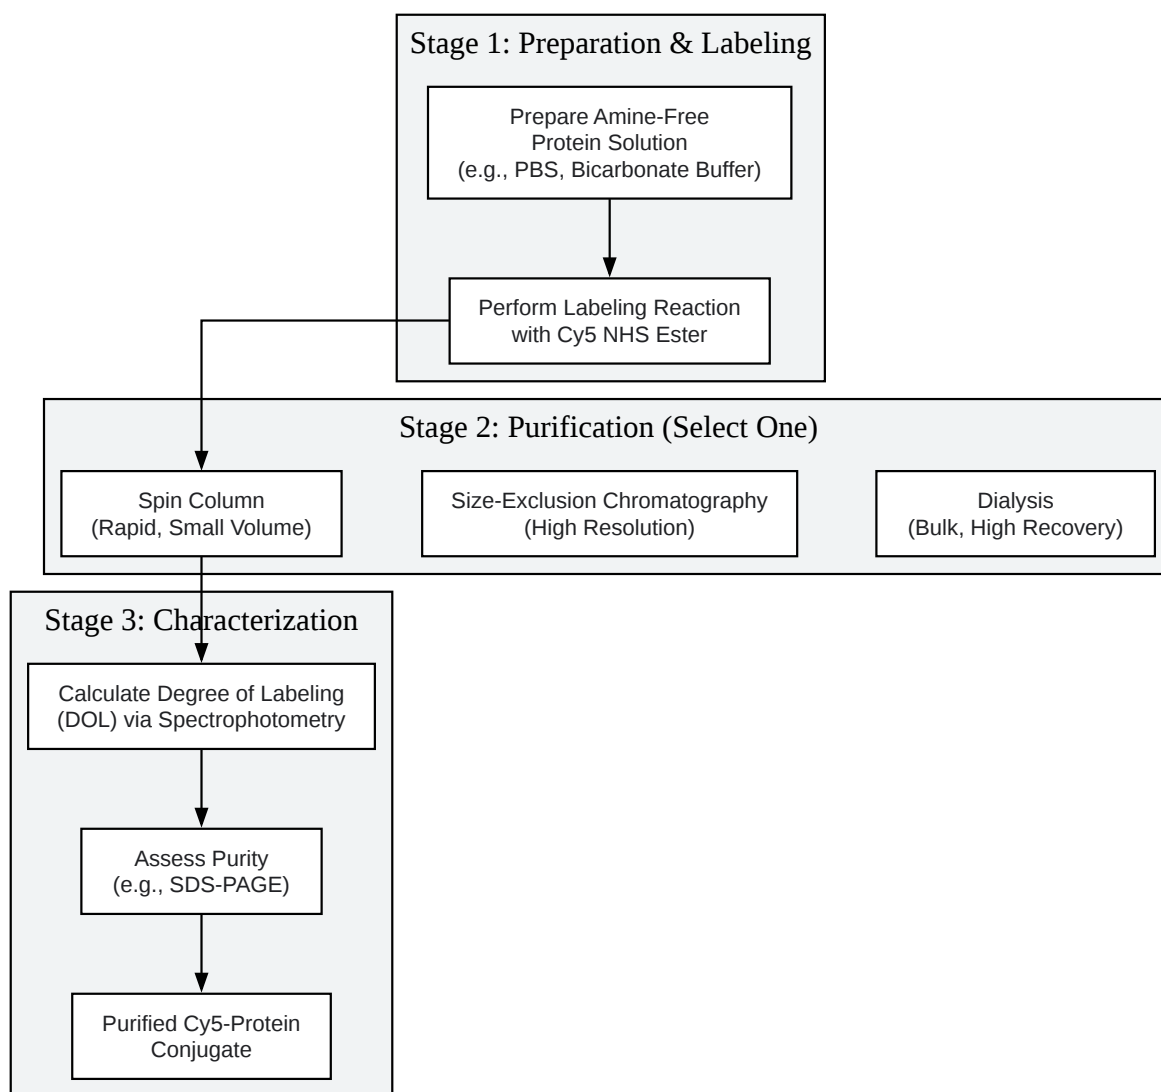 Stage 1: Preparation & Labeling
Prepare Amine-Free
Protein Solution
(e.g., PBS, Bicarbonate Buffer)
Perform Labeling Reaction
with Cy5 NHS Ester
Stage 2: Purification (Select One)
Spin Column
(Rapid, Small Volume)
Size-Exclusion Chromatography
(High Resolution)
Dialysis
(Bulk, High Recovery)
Stage 3: Characterization
Calculate Degree of Labeling
(DOL) via Spectrophotometry
Assess Purity
(e.g., SDS-PAGE)
Purified Cy5-Protein
Conjugate